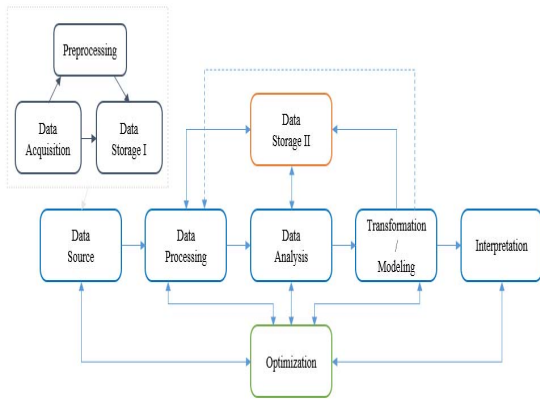 Preprocessing
Data
Acquisition
Data
Storage I
Data
Storage II
Data
Source
Data
Processing
Data
Analysis
Transformation
/
Modeling
Interpretation
Optimization